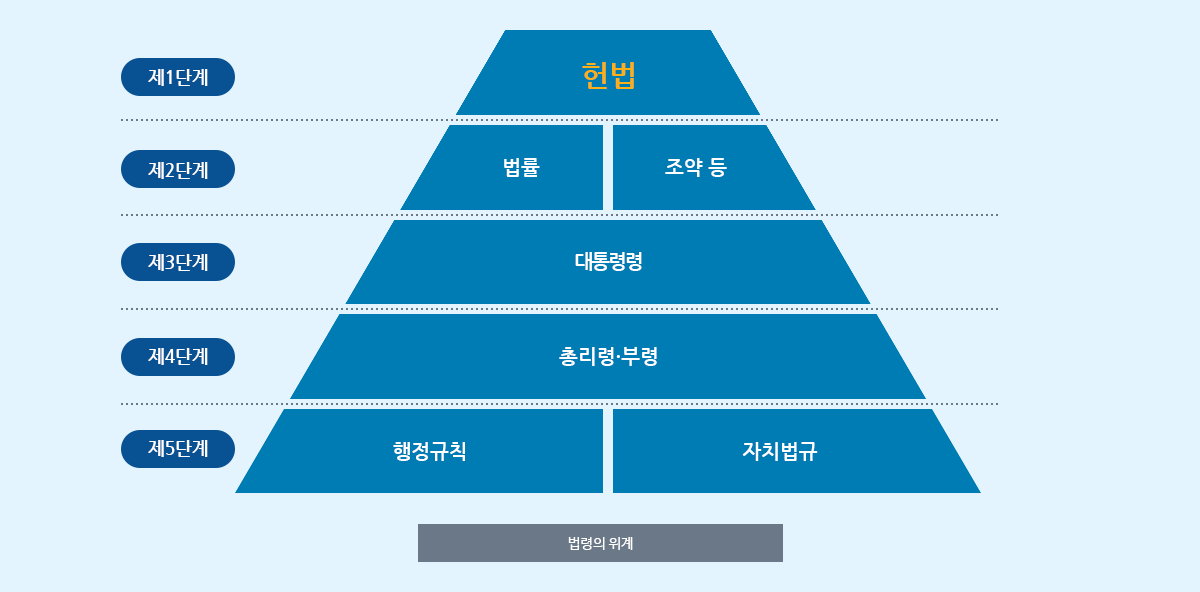 제1단계
헌법
제2단계
법률
조약 등
제3단계
대통령령
제4단계
총리령·부령
제5단계
행정규칙
자치법규
법령의 위계